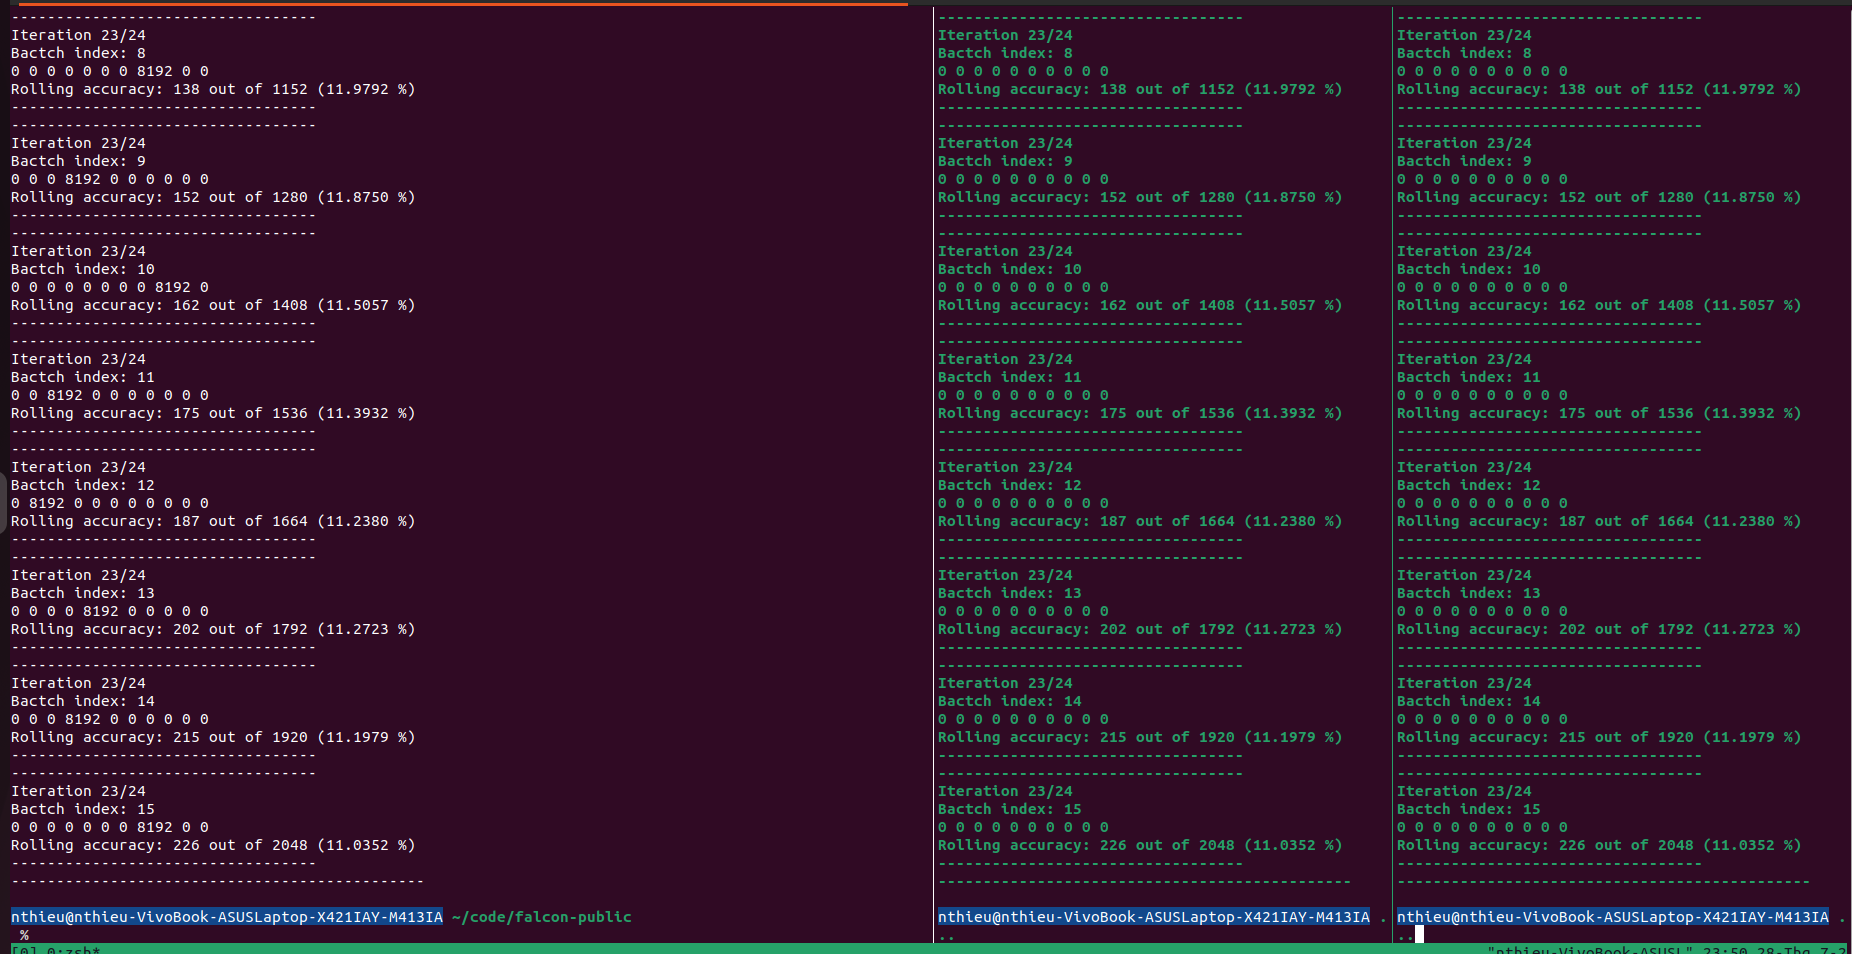 ---------------------------------
Iteration 23/24
Bactch index: 8
0 0 0 0 0 0 0 8192 0 0
Rolling accuracy: 138 out of 1152 (11.9792 %)
----------------------------------
----------------------------------
Iteration 23/24
Bactch index: 9
0 0 0 8192 0 0 0 0 0 0
Rolling accuracy: 152 out of 1280 (11.8750 %)
----------------------------------
----------------------------------
Iteration 23/24
Bactch index: 10
0 0 0 0 0 0 0 0 8192 0
Rolling accuracy: 162 out of 1408 (11.5057 %)
----------------------------------
----------------------------------
Iteration 23/24
Bactch index: 11
0 0 8192 0 0 0 0 0 0 0
Rolling accuracy: 175 out of 1536 (11.3932 %)
----------------------------------
----------------------------------
Iteration 23/24
Bactch index: 12
0 8192 0 0 0 0 0 0 0 0
Rolling accuracy: 187 out of 1664 (11.2380 %)
----------------------------------
----------------------------------
Iteration 23/24
Bactch index: 13
0 0 0 0 8192 0 0 0 0 0
Rolling accuracy: 202 out of 1792 (11.2723 %)
----------------------------------
----------------------------------
Iteration 23/24
Bactch index: 14
0 0 0 8192 0 0 0 0 0 0
Rolling accuracy: 215 out of 1920 (11.1979 %)
----------------------------------
----------------------------------
Iteration 23/24
Bactch index: 15
0 0 0 0 0 0 0 8192 0 0
Rolling accuracy: 226 out of 2048 (11.0352 %)
----------------------------------
----------------------------------------------
nthieu@nthieu-VivoBook-ASUSLaptop-X421IAY-M413IA ~/code/falcon-public
%
----------------------------------
Iteration 23/24
Bactch index: 8
0 0 0 0 0 0 0 0 0 0
Rolling accuracy: 138 out of 1152 (11.9792 %)
----------------------------------
----------------------------------
Iteration 23/24
Bactch index: 9
0 0 0 0 0 0 0 0 0 0
Rolling accuracy: 152 out of 1280 (11.8750 %)
----------------------------------
----------------------------------
Iteration 23/24
Bactch index: 10
0 0 0 0 0 0 0 0 0 0
Rolling accuracy: 162 out of 1408 (11.5057 %)
----------------------------------
----------------------------------
Iteration 23/24
Bactch index: 11
0 0 0 0 0 0 0 0 0 0
Rolling accuracy: 175 out of 1536 (11.3932 %)
----------------------------------
----------------------------------
Iteration 23/24
Bactch index: 12
0 0 0 0 0 0 0 0 0 0
Rolling accuracy: 187 out of 1664 (11.2380 %)
----------------------------------
----------------------------------
Iteration 23/24
Bactch index: 13
0 0 0 0 0 0 0 0 0 0
Rolling accuracy: 202 out of 1792 (11.2723 %)
----------------------------------
----------------------------------
Iteration 23/24
Bactch index: 14
0 0 0 0 0 0 0 0 0 0
Rolling accuracy: 215 out of 1920 (11.1979 %)
----------------------------------
----------------------------------
Iteration 23/24
Bactch index: 15
0 0 0 0 0 0 0 0 0 0
Rolling accuracy: 226 out of 2048 (11.0352 %)
----------------------------------
----------------------------------------------
nthieu@nthieu-VivoBook-ASUSLaptop-X421IAY-M413IA .
..
----------------------------------
Iteration 23/24
Bactch index: 8
0 0 0 0 0 0 0 0 0 0
Rolling accuracy: 138 out of 1152 (11.9792 %)
----------------------------------
----------------------------------
Iteration 23/24
Bactch index: 9
0 0 0 0 0 0 0 0 0 0
Rolling accuracy: 152 out of 1280 (11.8750 %)
----------------------------------
----------------------------------
Iteration 23/24
Bactch index: 10
0 0 0 0 0 0 0 0 0 0
Rolling accuracy: 162 out of 1408 (11.5057 %)
----------------------------------
----------------------------------
Iteration 23/24
Bactch index: 11
0 0 0 0 0 0 0 0 0 0
Rolling accuracy: 175 out of 1536 (11.3932 %)
----------------------------------
----------------------------------
Iteration 23/24
Bactch index: 12
0 0 0 0 0 0 0 0 0 0
Rolling accuracy: 187 out of 1664 (11.2380 %)
----------------------------------
----------------------------------
Iteration 23/24
Bactch index: 13
0 0 0 0 0 0 0 0 0 0
Rolling accuracy: 202 out of 1792 (11.2723 %)
----------------------------------
----------------------------------
Iteration 23/24
Bactch index: 14
0 0 0 0 0 0 0 0 0 0
Rolling accuracy: 215 out of 1920 (11.1979 %)
----------------------------------
----------------------------------
Iteration 23/24
Bactch index: 15
0 0 0 0 0 0 0 0 0 0
Rolling accuracy: 226 out of 2048 (11.0352 %)
----------------------------------
----------------------------------------------
nthieu@nthieu-VivoBook-ASUSLaptop-X421IAY-M413IA .
..
[0] 0:zsh* "nthieu-VivoBook-ASUSL" 23:50 28-Thg 7-2